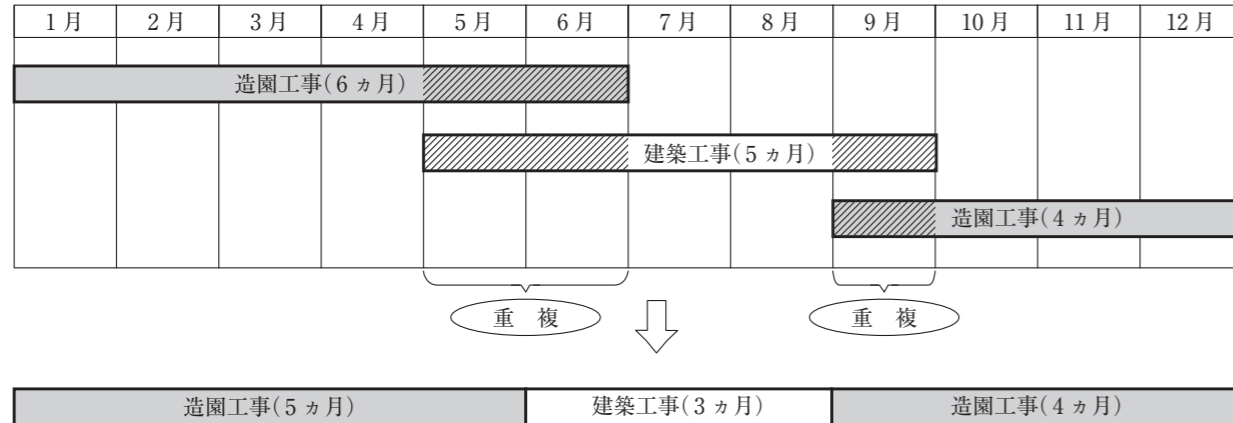 1月 2月 3月 4月 5月 6月 7月 8月 9月 10月 11月 12月
造園工事(6ヵ月)
建築工事(5ヵ月)
造園工事(4ヵ月)
重 複 重 複
造園工事(5ヵ月) 建築工事(3ヵ月) 造園工事(4ヵ月)